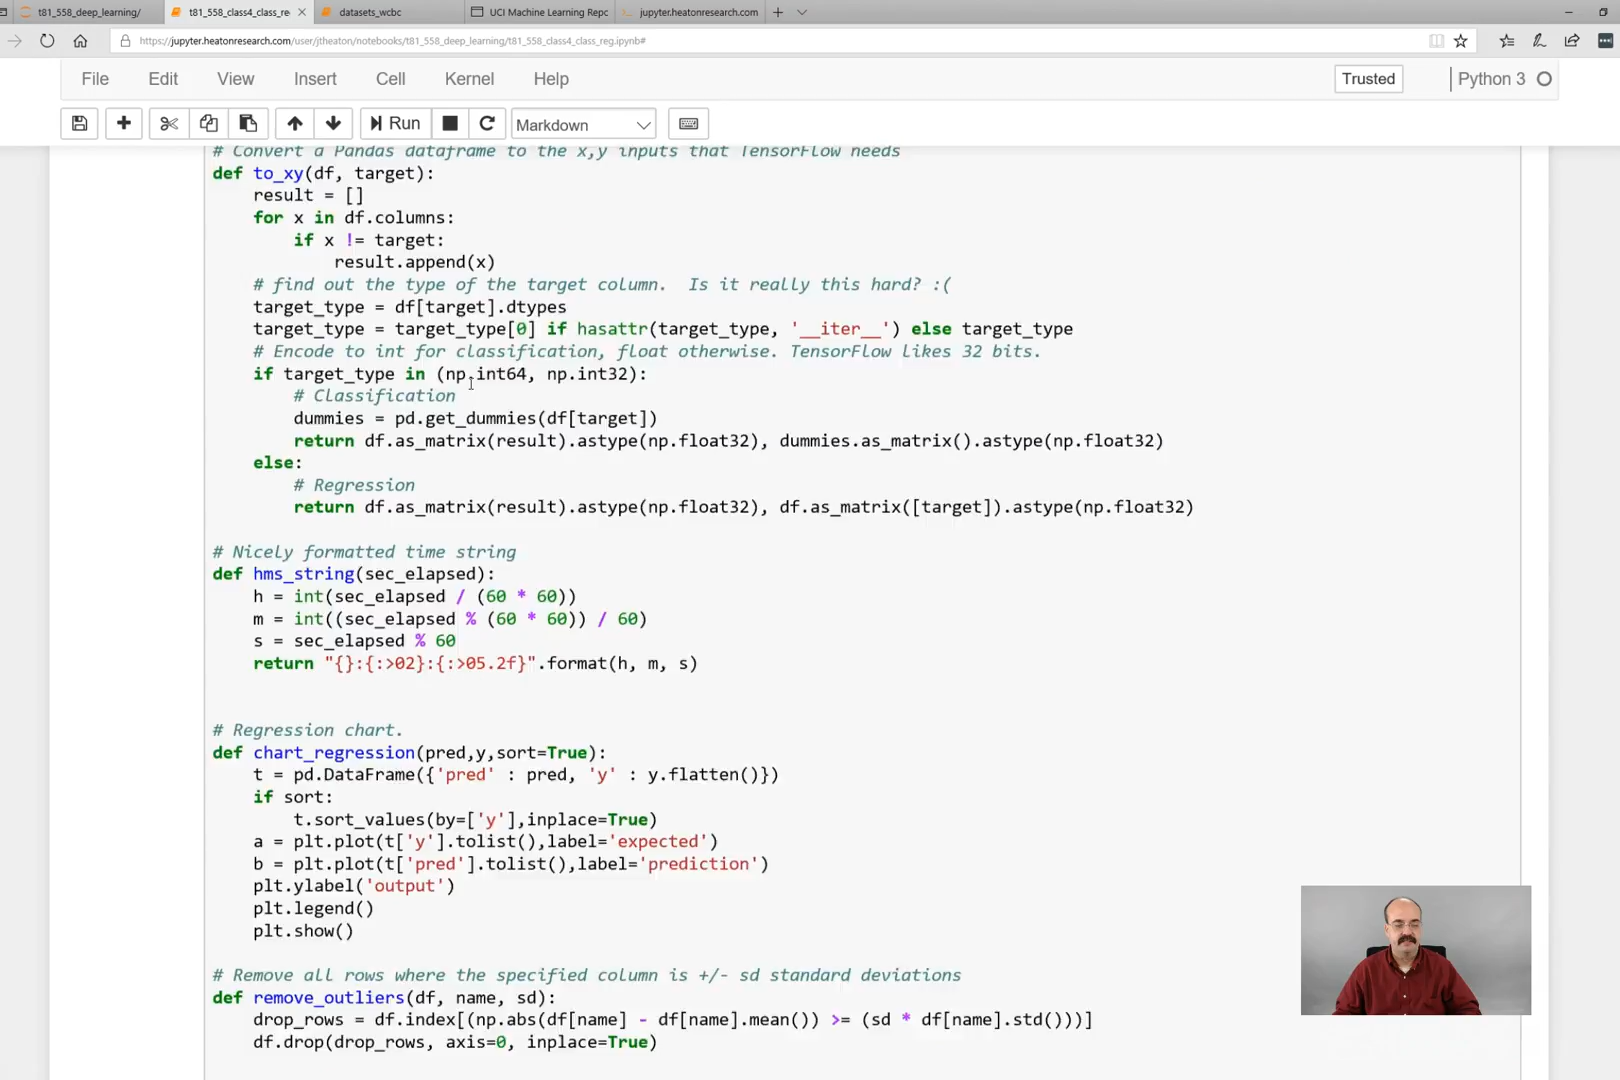 t81_558_deep_learning/
t81_558_class4_class_re
datasets_wcbc
UCI Machine Learning Repc
jupyter.heatonresearch.com
https://jupyter.heatonresearch.com/user/jtheaton/notebooks/t81_558_deep_learning/t81_558_class4_class_reg.ipynb#
File Edit View Insert Cell Kernel Help Trusted Python 3
Run Markdown
# Convert a Pandas dataframe to the x,y inputs that TensorFlow needs
def to_xy(df, target):
    result = []
    for x in df.columns:
        if x != target:
            result.append(x)
    # find out the type of the target column.  Is it really this hard? :(
    target_type = df[target].dtypes
    target_type = target_type[0] if hasattr(target_type, '__iter__') else target_type
    # Encode to int for classification, float otherwise. TensorFlow likes 32 bits.
    if target_type in (np.int64, np.int32):
        # Classification
        dummies = pd.get_dummies(df[target])
        return df.as_matrix(result).astype(np.float32), dummies.as_matrix().astype(np.float32)
    else:
        # Regression
        return df.as_matrix(result).astype(np.float32), df.as_matrix([target]).astype(np.float32)
# Nicely formatted time string
def hms_string(sec_elapsed):
    h = int(sec_elapsed / (60 * 60))
    m = int((sec_elapsed % (60 * 60)) / 60)
    s = sec_elapsed % 60
    return "{}:{:>02}:{:>05.2f}".format(h, m, s)
# Regression chart.
def chart_regression(pred,y,sort=True):
    t = pd.DataFrame({'pred' : pred, 'y' : y.flatten()})
    if sort:
        t.sort_values(by=['y'],inplace=True)
    a = plt.plot(t['y'].tolist(),label='expected')
    b = plt.plot(t['pred'].tolist(),label='prediction')
    plt.ylabel('output')
    plt.legend()
    plt.show()
# Remove all rows where the specified column is +/- sd standard deviations
def remove_outliers(df, name, sd):
    drop_rows = df.index[(np.abs(df[name] - df[name].mean()) >= (sd * df[name].std()))]
    df.drop(drop_rows, axis=0, inplace=True)